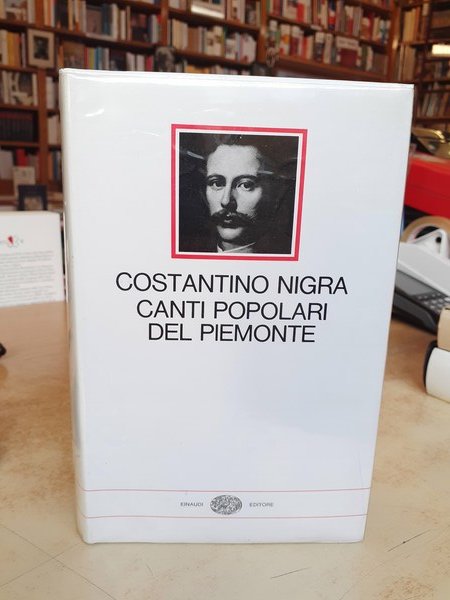 COSTANTINO NIGRA
CANTI POPOLARI
DEL PIEMONTE
EINAUDI EDITORE